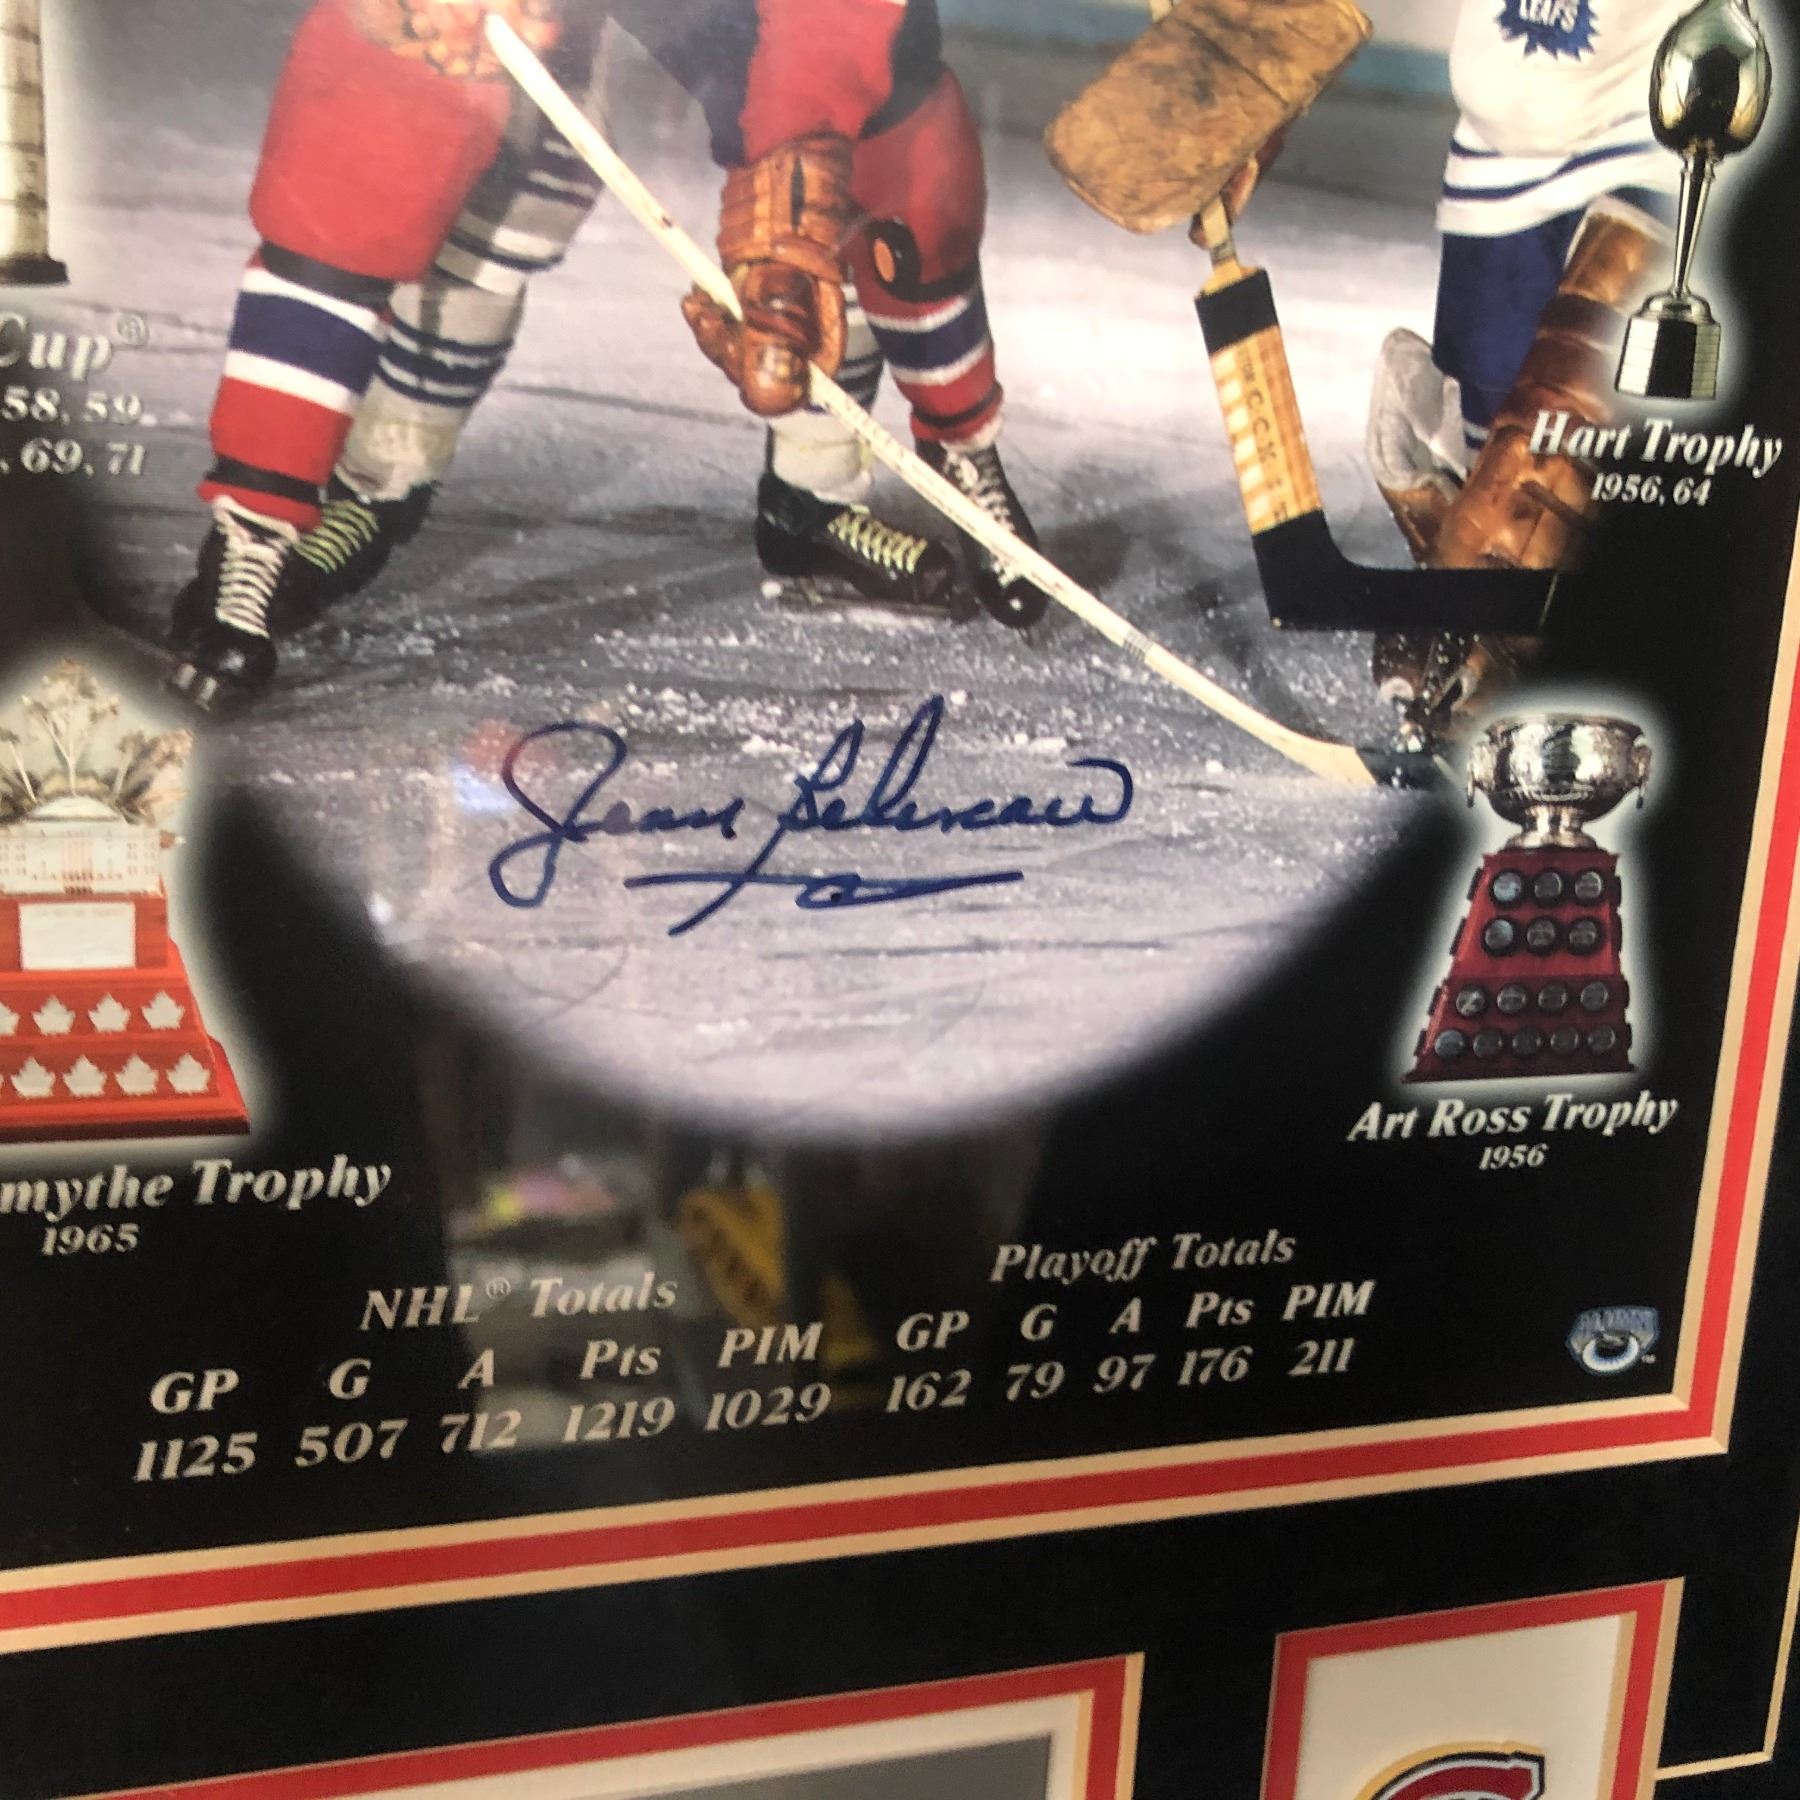 LEAFS
Cup®
58, 59,
, 69, 71
C.C.M
Hart Trophy
1956, 64
Jean Beliveau
Art Ross Trophy
1956
mythe Trophy
1965
NHL® Totals
GP G A Pts PIM
1125 507 712 1219 1029
Playoff Totals
GP G A Pts PIM
162 79 97 176 211